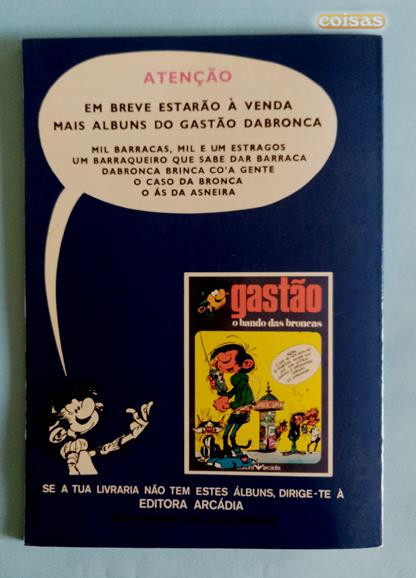 coisas
ATENÇÃO
EM BREVE ESTARÃO À VENDA
MAIS ALBUNS DO GASTÃO DABRONCA
MIL BARRACAS, MIL E UM ESTRAGOS
UM BARRAQUEIRO QUE SABE DAR BARRACA
DABRONCA BRINCA CO'A GENTE
O CASO DA BRONCA
O ÁS DA ASNEIRA
gastão
o bando das broncas
arcádia
SE A TUA LIVRARIA NÃO TEM ESTES ÁLBUNS, DIRIGE-TE À
EDITORA ARCÁDIA